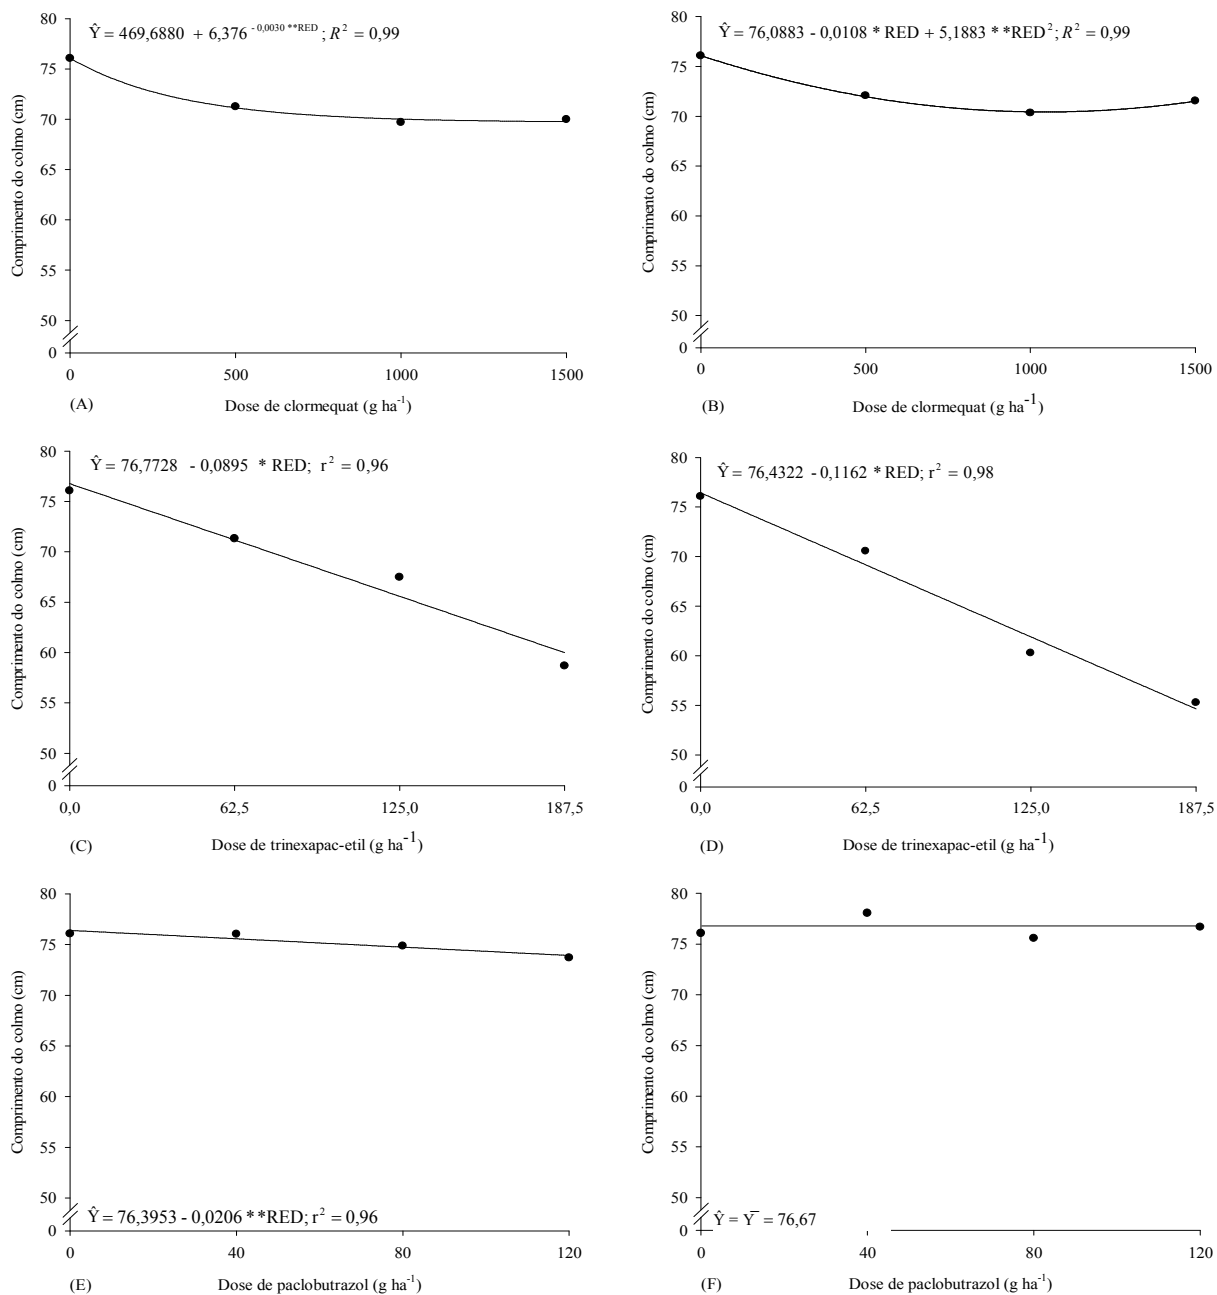 Ŷ = 469,6880 + 6,376 ^- 0,0030 **RED ; R² = 0,99
Comprimento do colmo (cm)
80
75
70
65
60
55
50
0
0 500 1000 1500
(A) Dose de clormequat (g ha⁻¹)
Ŷ = 76,0883 - 0,0108 * RED + 5,1883 * *RED² ; R² = 0,99
Comprimento do colmo (cm)
80
75
70
65
60
55
50
0
0 500 1000 1500
(B) Dose de clormequat (g ha⁻¹)
Ŷ = 76,7728 - 0,0895 * RED; r² = 0,96
Comprimento do colmo (cm)
80
75
70
65
60
55
50
0
0,0 62,5 125,0 187,5
(C) Dose de trinexapac-etil (g ha⁻¹)
Ŷ = 76,4322 - 0,1162 * RED; r² = 0,98
Comprimento do colmo (cm)
80
75
70
65
60
55
50
0
0,0 62,5 125,0 187,5
(D) Dose de trinexapac-etil (g ha⁻¹)
Comprimento do colmo (cm)
80
75
70
65
60
55
50
0
Ŷ = 76,3953 - 0,0206 **RED; r² = 0,96
0 40 80 120
(E) Dose de paclobutrazol (g ha⁻¹)
Comprimento do colmo (cm)
80
75
70
65
60
55
50
0
Ŷ = Y̅ = 76,67
0 40 80 120
(F) Dose de paclobutrazol (g ha⁻¹)